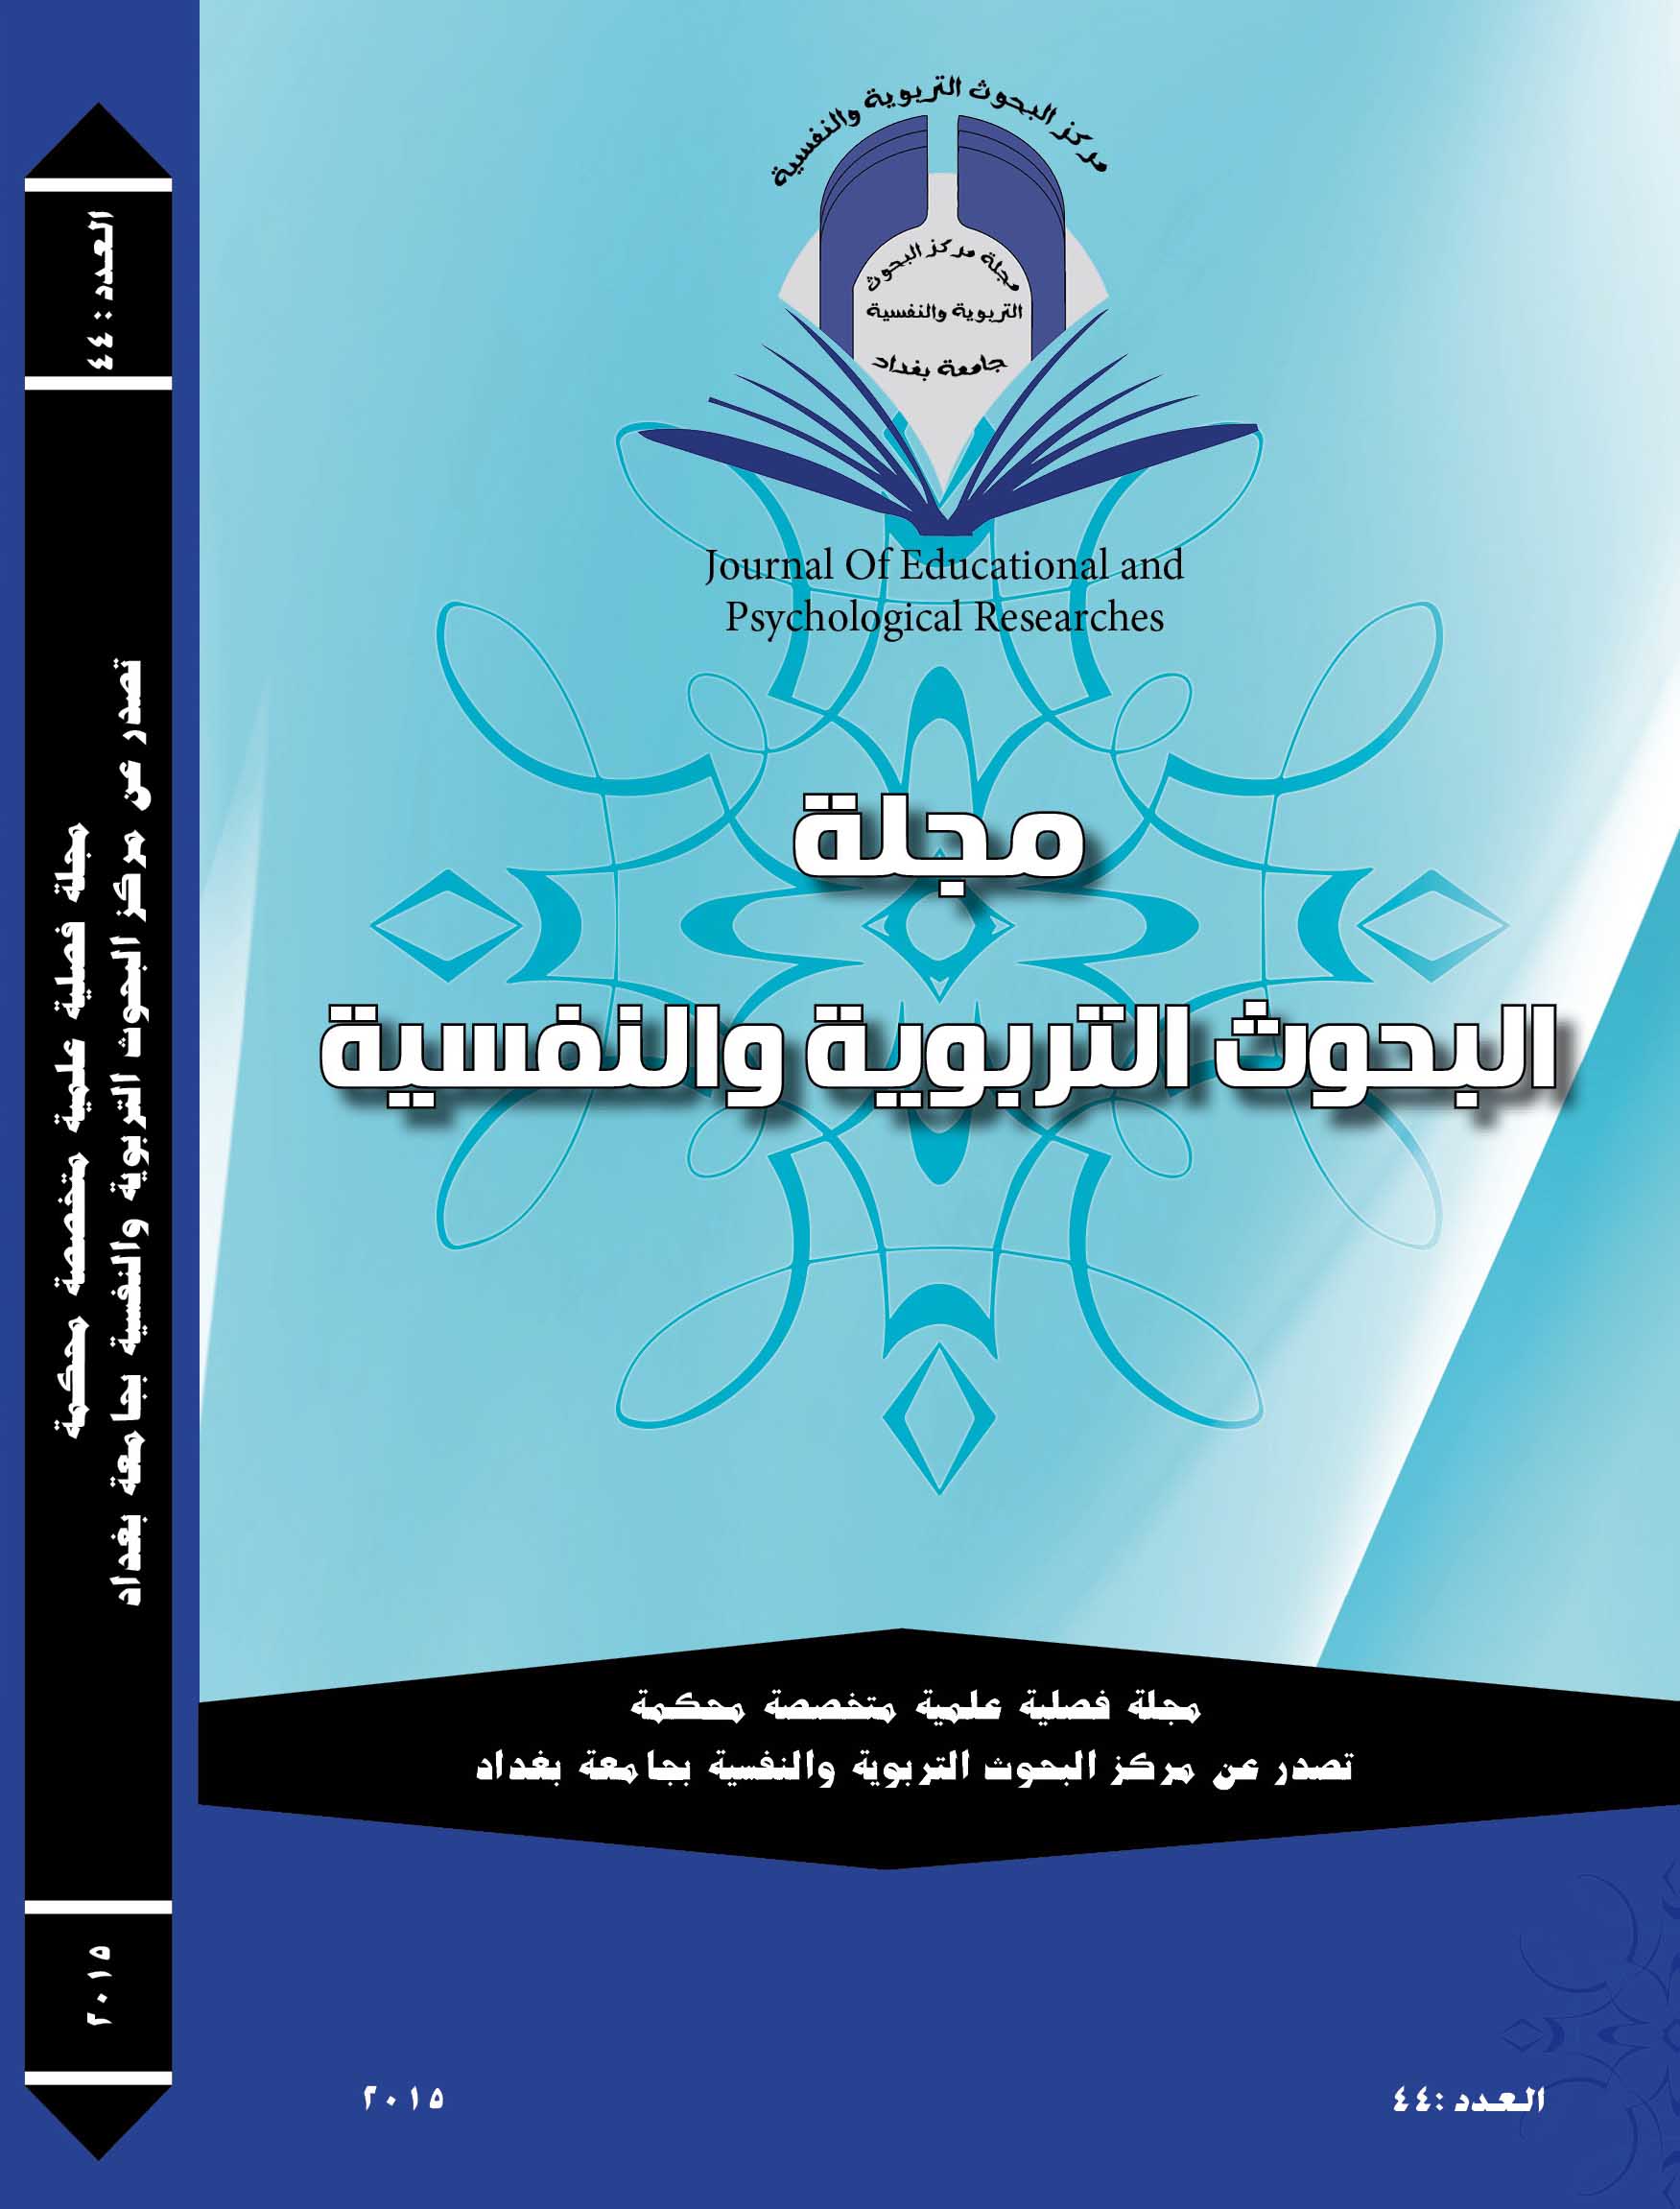 مركز البحوث التربوية والنفسية
مجلة مركز البحوث
التربوية والنفسية
جامعة بغداد
Journal Of Educational and
Psychological Researches
مجلة
البحوث التربوية والنفسية
مجلة فصلية علمية متخصصة محكمة
تصدر عن مركز البحوث التربوية والنفسية بجامعة بغداد
العدد :٤٤
٢٠١٥
العدد : ٤٤
تصدر عن مركز البحوث التربوية والنفسية بجامعة بغداد
مجلة فصلية علمية متخصصة محكمة
٢٠١٥